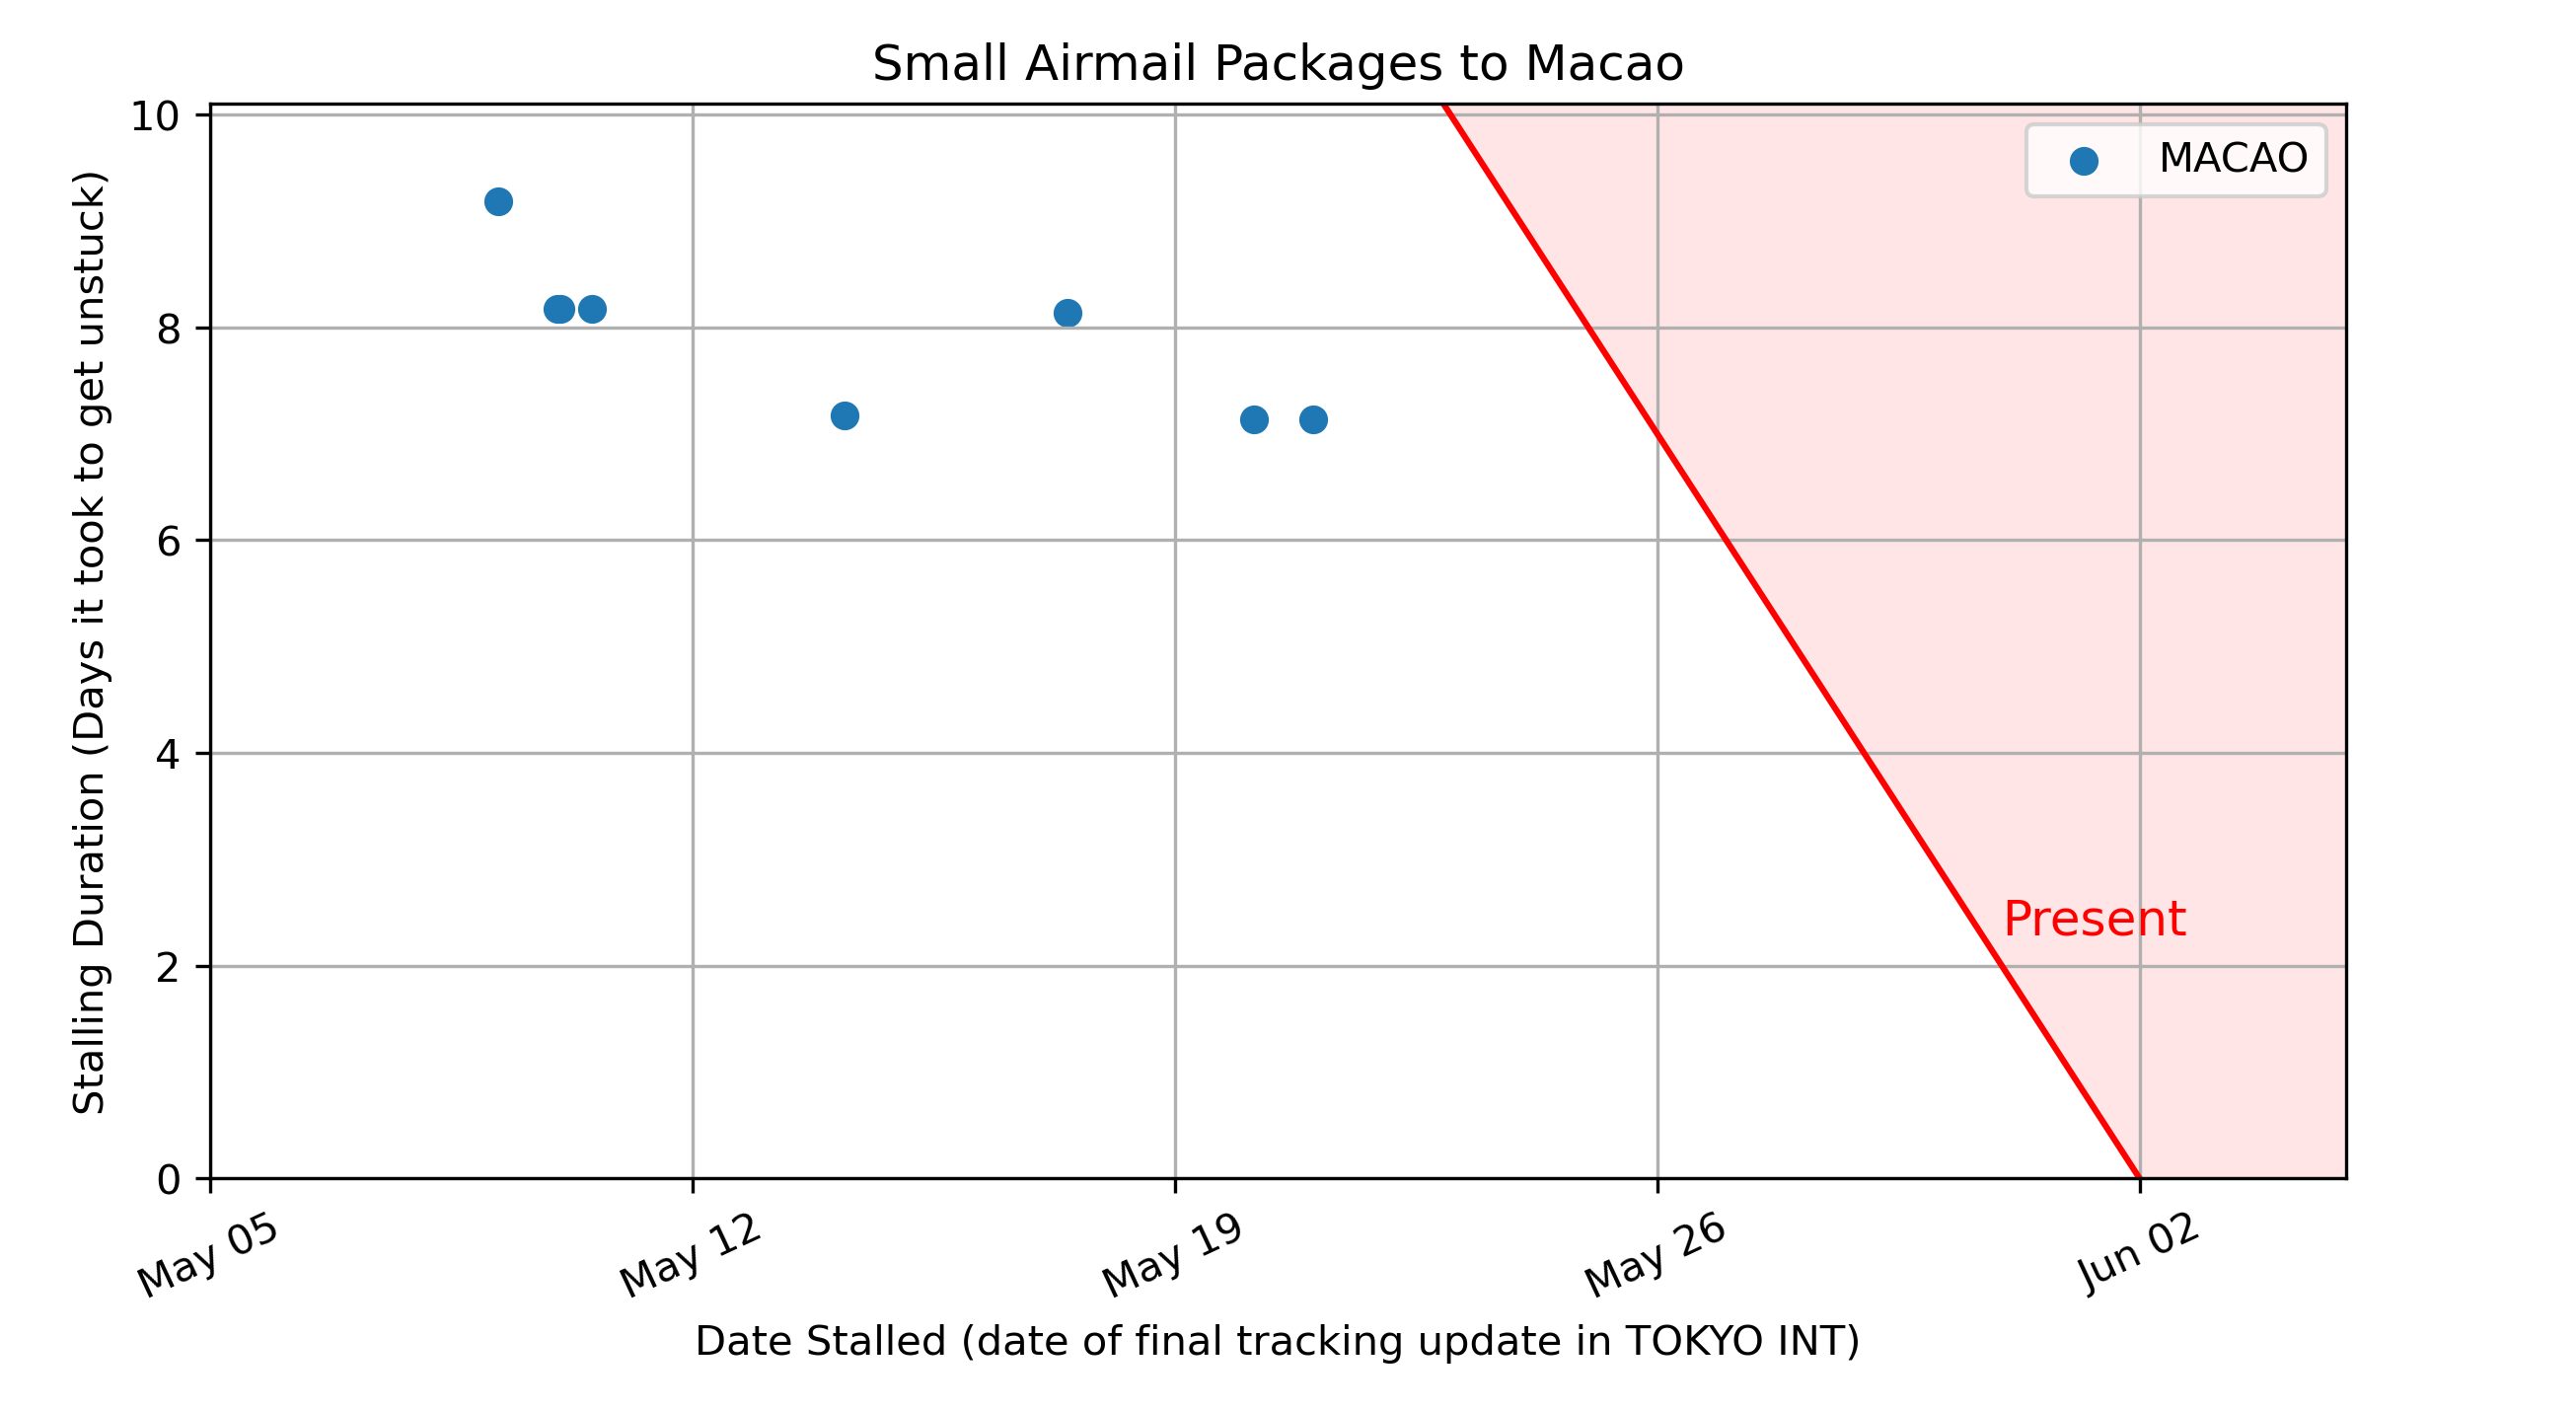 Small Airmail Packages to Macao
10
8
6
4
2
0
Stalling Duration (Days it took to get unstuck)
MACAO
Present
May 05
May 12
May 19
May 26
Jun 02
Date Stalled (date of final tracking update in TOKYO INT)